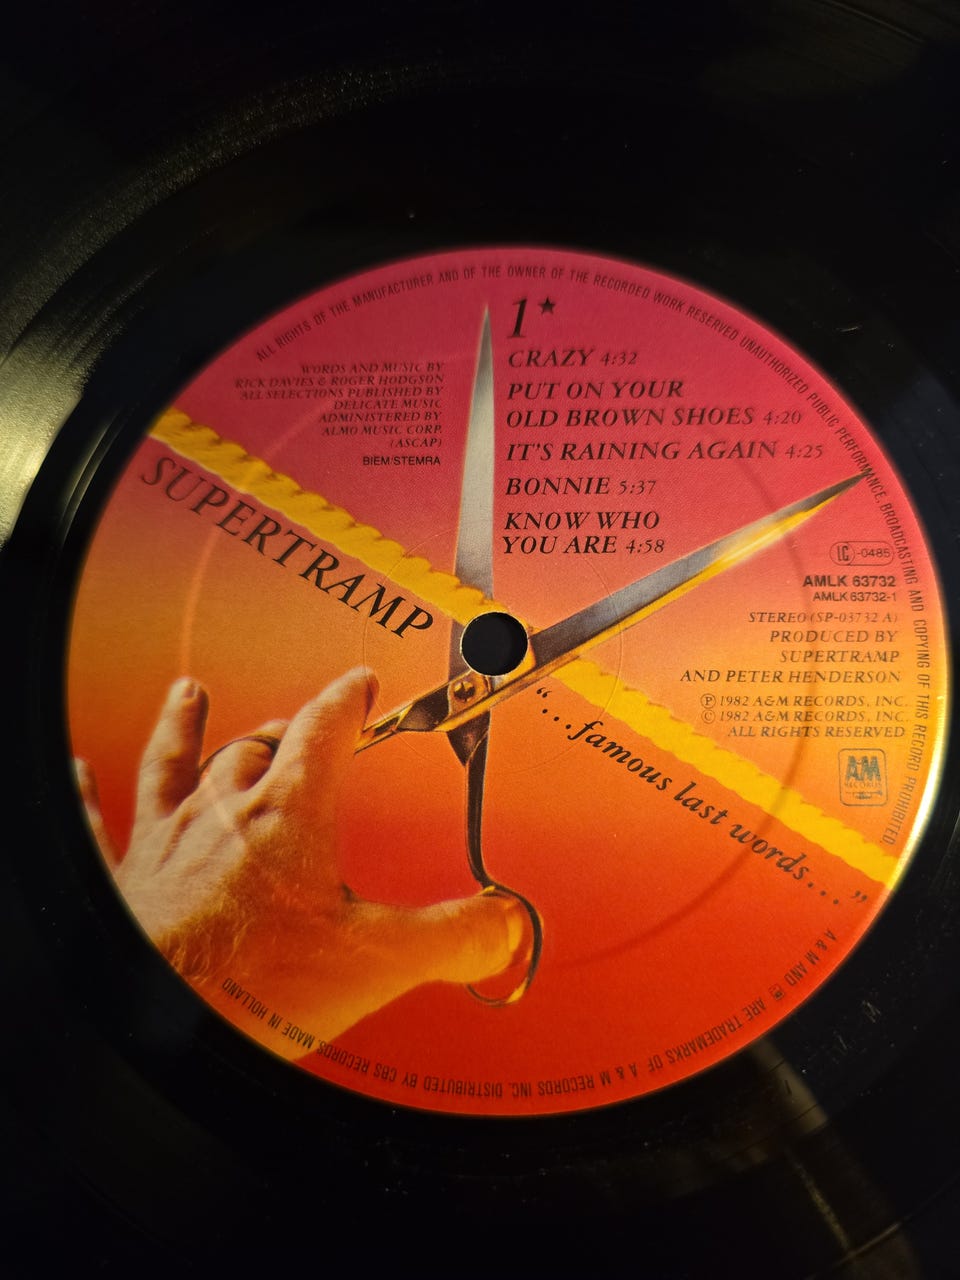 ALL RIGHTS OF THE MANUFACTURER AND OF THE OWNER OF THE RECORDED WORK RESERVED UNAUTHORIZED PUBLIC PERFORMANCE, BROADCASTING AND COPYING OF THIS RECORD PROHIBITED.
1★
CRAZY 4:32
PUT ON YOUR
OLD BROWN SHOES 4:20
IT'S RAINING AGAIN 4:25
BONNIE 5:37
KNOW WHO
YOU ARE 4:58
WORDS AND MUSIC BY
RICK DAVIES & ROGER HODGSON
ALL SELECTIONS PUBLISHED BY
DELICATE MUSIC
ADMINISTERED BY
ALMO MUSIC CORP.
(ASCAP)
BIEM/STEMRA
SUPERTRAMP
LC-0485
AMLK 63732
AMLK 63732-1
STEREO (SP-03732 A)
PRODUCED BY
SUPERTRAMP
AND PETER HENDERSON
Ⓟ 1982 A&M RECORDS, INC.
© 1982 A&M RECORDS, INC.
ALL RIGHTS RESERVED
A&M
RECORDS
"...famous last words..."
A & M AND ARE TRADEMARKS OF A & M RECORDS INC. DISTRIBUTED BY CBS RECORDS. MADE IN HOLLAND